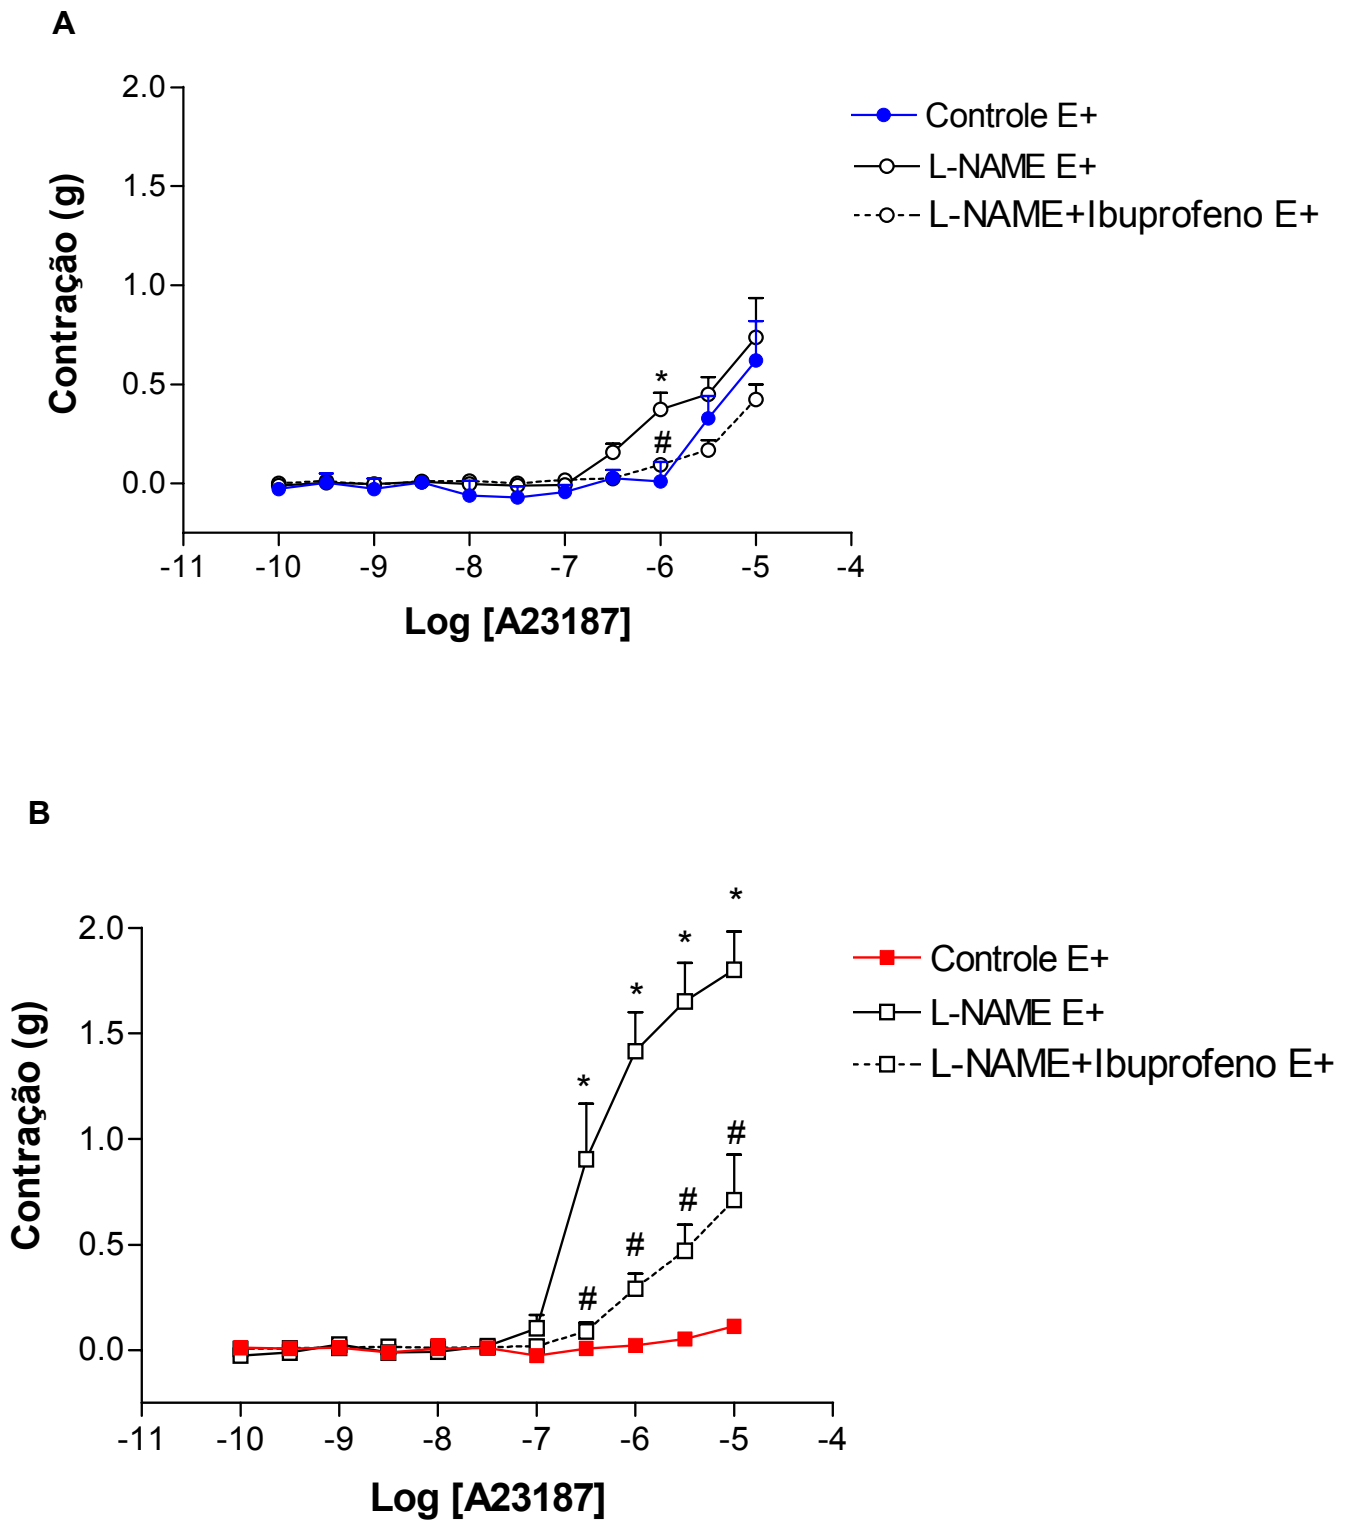 A
2.0
1.5
1.0
0.5
0.0
Contração (g)
*
#
-11 -10 -9 -8 -7 -6 -5 -4
Log [A23187]
Controle E+
L-NAME E+
L-NAME+Ibuprofeno E+
B
2.0
1.5
1.0
0.5
0.0
Contração (g)
* * * *
# # # #
-11 -10 -9 -8 -7 -6 -5 -4
Log [A23187]
Controle E+
L-NAME E+
L-NAME+Ibuprofeno E+